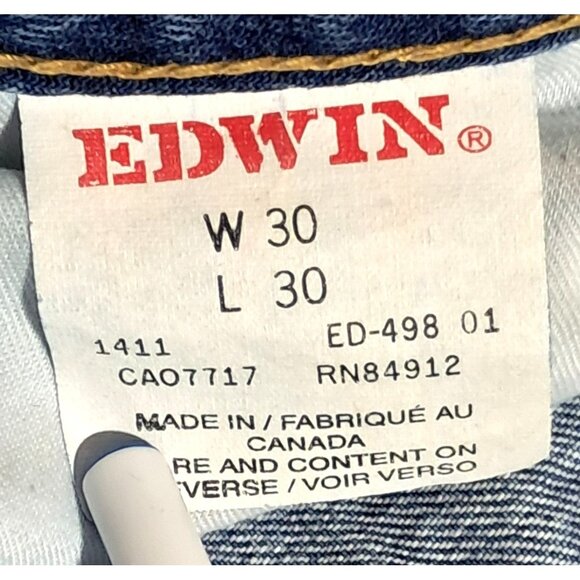 EDWIN®
W 30
L 30
1411 ED-498 01
CA07717 RN84912
MADE IN / FABRIQUÉ AU
CANADA
RE AND CONTENT ON
VERSE / VOIR VERSO